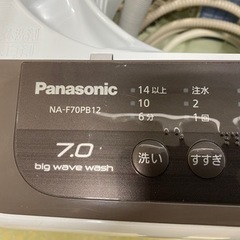 Panasonic
NA-F70PB12
14以上
10
6分
注水
2
1回
7.0
big wave wash
洗い
すすぎ